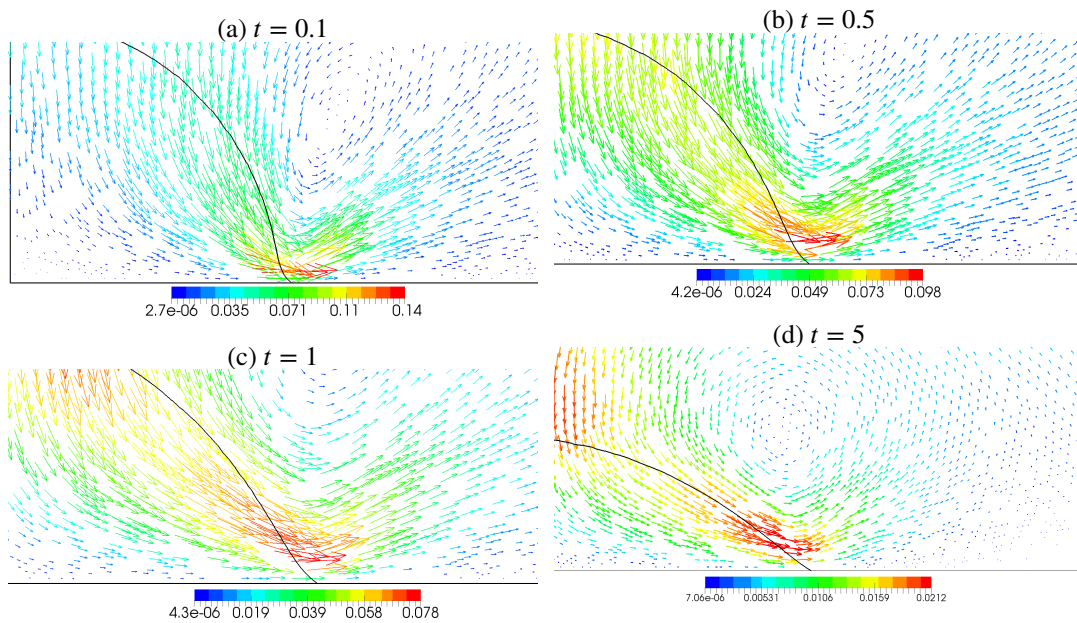 (a) t = 0.1
(b) t = 0.5
2.7e-06 0.035 0.071 0.11 0.14
4.2e-06 0.024 0.049 0.073 0.098
(c) t = 1
(d) t = 5
4.3e-06 0.019 0.039 0.058 0.078
7.06e-06 0.00531 0.0106 0.0159 0.0212